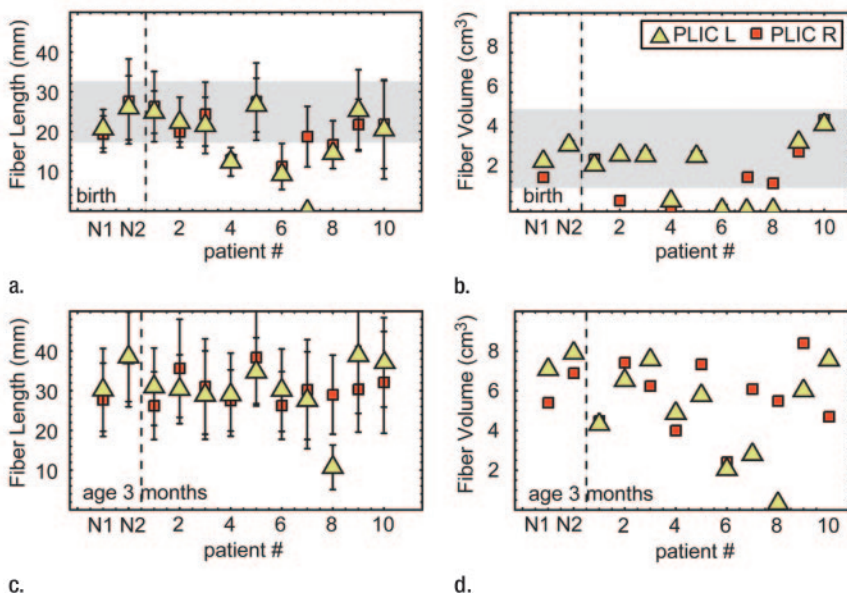 Fiber Length (mm)
40
30
20
10
birth
N1 N2 2 4 6 8 10
patient #
a.
Fiber Volume (cm3)
8
6
4
2
PLIC L PLIC R
birth
N1 N2 2 4 6 8 10
patient #
b.
Fiber Length (mm)
40
30
20
10
age 3 months
N1 N2 2 4 6 8 10
patient #
c.
Fiber Volume (cm3)
8
6
4
2
age 3 months
N1 N2 2 4 6 8 10
patient #
d.